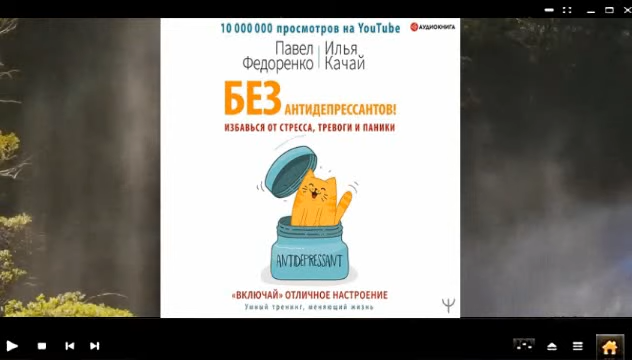 10 000 000 просмотров на YouTube
АУДИОКНИГА
Павел Федоренко
Илья Качай
БЕЗ АНТИДЕПРЕССАНТОВ!
ИЗБАВЬСЯ ОТ СТРЕССА, ТРЕВОГИ И ПАНИКИ
ANTIDEPRESSANT
«ВКЛЮЧАЙ» ОТЛИЧНОЕ НАСТРОЕНИЕ
Умный тренинг, меняющий жизнь